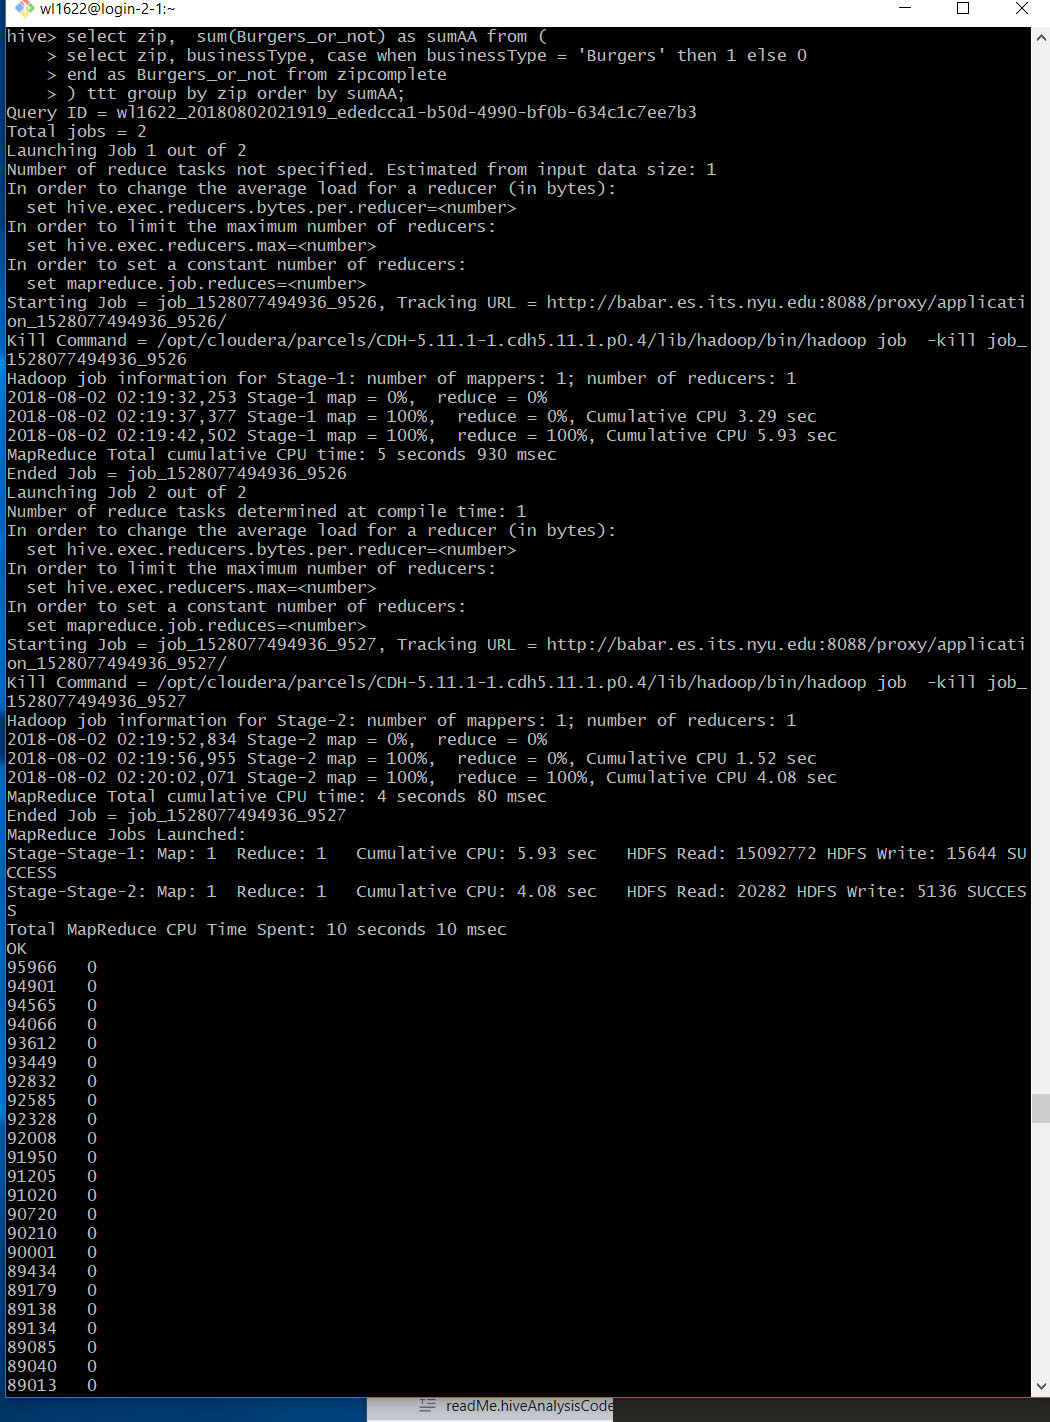 wl1622@login-2-1:~
hive> select zip,  sum(Burgers_or_not) as sumAA from (
    > select zip, businessType, case when businessType = 'Burgers' then 1 else 0
    > end as Burgers_or_not from zipcomplete
    > ) ttt group by zip order by sumAA;
Query ID = wl1622_20180802021919_ededcca1-b50d-4990-bf0b-634c1c7ee7b3
Total jobs = 2
Launching Job 1 out of 2
Number of reduce tasks not specified. Estimated from input data size: 1
In order to change the average load for a reducer (in bytes):
  set hive.exec.reducers.bytes.per.reducer=<number>
In order to limit the maximum number of reducers:
  set hive.exec.reducers.max=<number>
In order to set a constant number of reducers:
  set mapreduce.job.reduces=<number>
Starting Job = job_1528077494936_9526, Tracking URL = http://babar.es.its.nyu.edu:8088/proxy/applicati
on_1528077494936_9526/
Kill Command = /opt/cloudera/parcels/CDH-5.11.1-1.cdh5.11.1.p0.4/lib/hadoop/bin/hadoop job  -kill job_
1528077494936_9526
Hadoop job information for Stage-1: number of mappers: 1; number of reducers: 1
2018-08-02 02:19:32,253 Stage-1 map = 0%,  reduce = 0%
2018-08-02 02:19:37,377 Stage-1 map = 100%,  reduce = 0%, Cumulative CPU 3.29 sec
2018-08-02 02:19:42,502 Stage-1 map = 100%,  reduce = 100%, Cumulative CPU 5.93 sec
MapReduce Total cumulative CPU time: 5 seconds 930 msec
Ended Job = job_1528077494936_9526
Launching Job 2 out of 2
Number of reduce tasks determined at compile time: 1
In order to change the average load for a reducer (in bytes):
  set hive.exec.reducers.bytes.per.reducer=<number>
In order to limit the maximum number of reducers:
  set hive.exec.reducers.max=<number>
In order to set a constant number of reducers:
  set mapreduce.job.reduces=<number>
Starting Job = job_1528077494936_9527, Tracking URL = http://babar.es.its.nyu.edu:8088/proxy/applicati
on_1528077494936_9527/
Kill Command = /opt/cloudera/parcels/CDH-5.11.1-1.cdh5.11.1.p0.4/lib/hadoop/bin/hadoop job  -kill job_
1528077494936_9527
Hadoop job information for Stage-2: number of mappers: 1; number of reducers: 1
2018-08-02 02:19:52,834 Stage-2 map = 0%,  reduce = 0%
2018-08-02 02:19:56,955 Stage-2 map = 100%,  reduce = 0%, Cumulative CPU 1.52 sec
2018-08-02 02:20:02,071 Stage-2 map = 100%,  reduce = 100%, Cumulative CPU 4.08 sec
MapReduce Total cumulative CPU time: 4 seconds 80 msec
Ended Job = job_1528077494936_9527
MapReduce Jobs Launched:
Stage-Stage-1: Map: 1  Reduce: 1   Cumulative CPU: 5.93 sec   HDFS Read: 15092772 HDFS Write: 15644 SU
CCESS
Stage-Stage-2: Map: 1  Reduce: 1   Cumulative CPU: 4.08 sec   HDFS Read: 20282 HDFS Write: 5136 SUCCES
S
Total MapReduce CPU Time Spent: 10 seconds 10 msec
OK
95966   0
94901   0
94565   0
94066   0
93612   0
93449   0
92832   0
92585   0
92328   0
92008   0
91950   0
91205   0
91020   0
90720   0
90210   0
90001   0
89434   0
89179   0
89138   0
89134   0
89085   0
89040   0
89013   0
readMe.hiveAnalysisCode